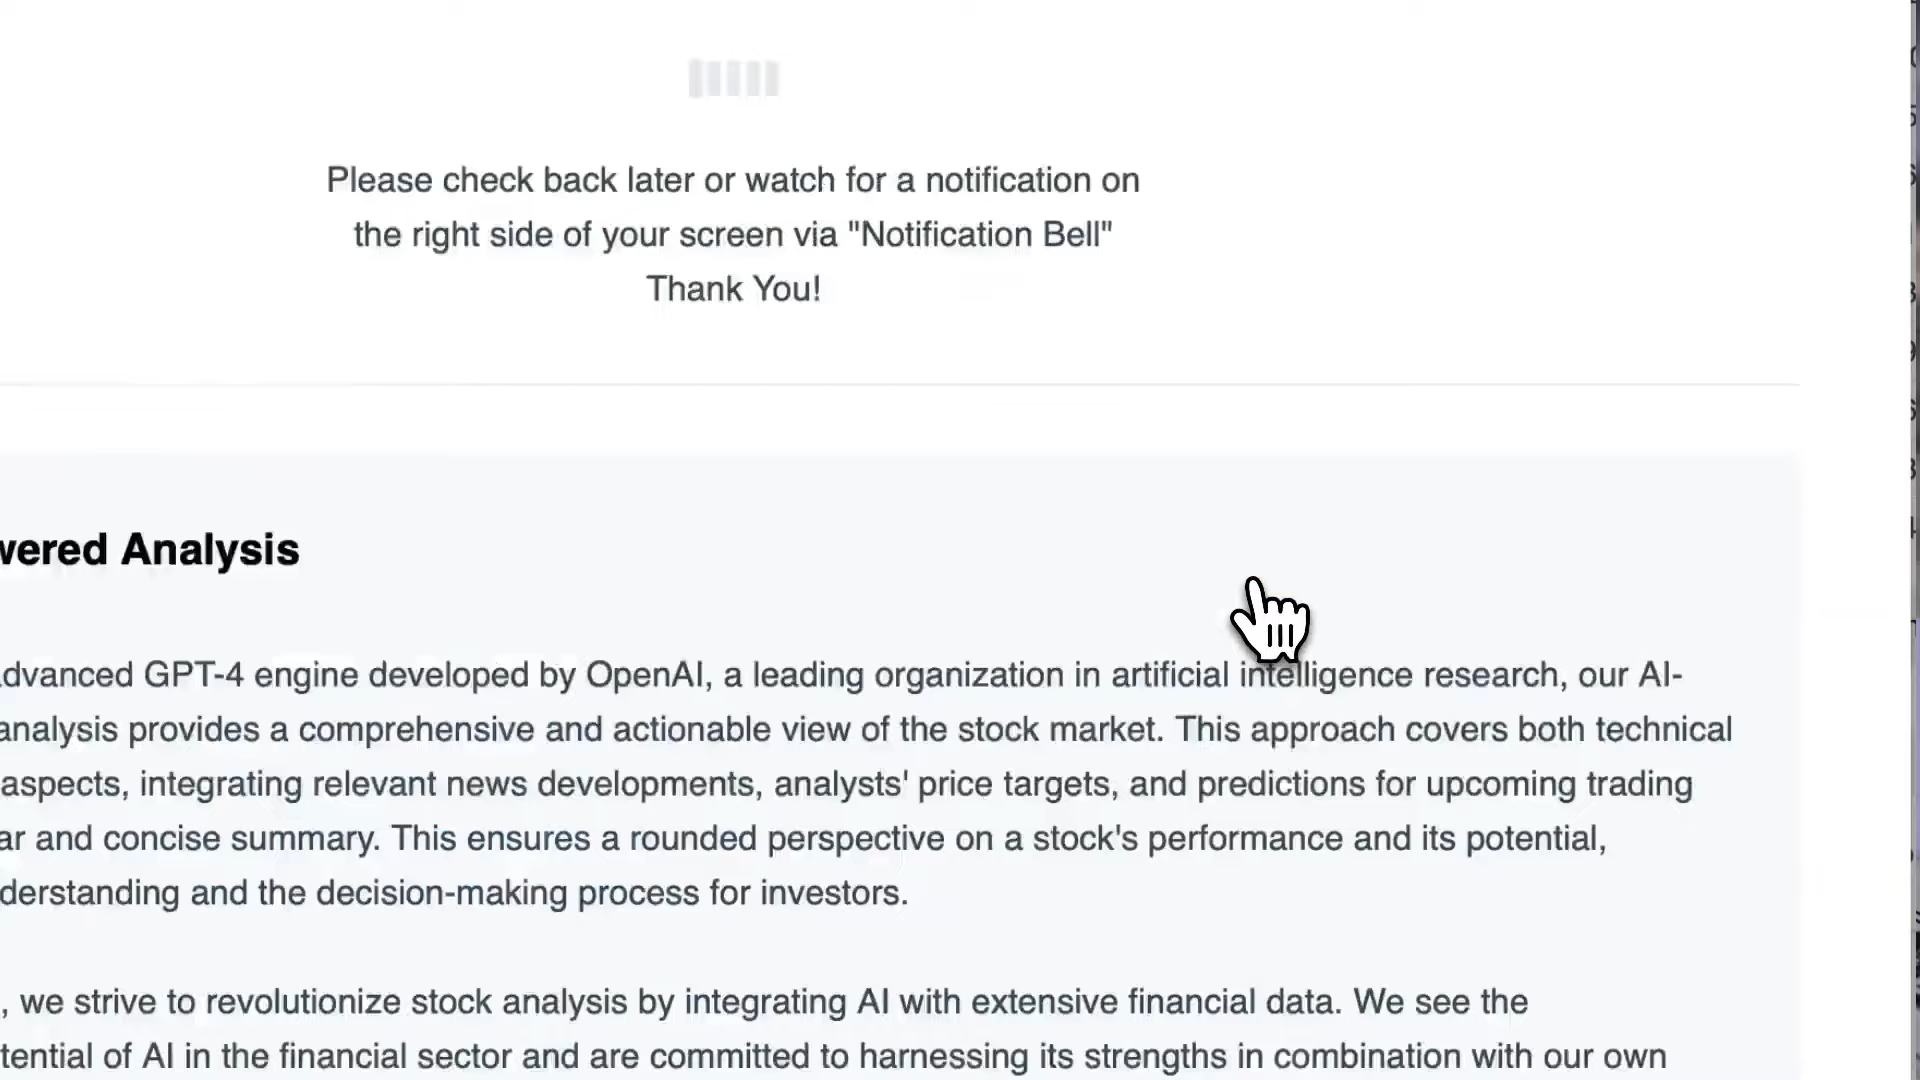 Please check back later or watch for a notification on
the right side of your screen via "Notification Bell"
Thank You!
wered Analysis
dvanced GPT-4 engine developed by OpenAI, a leading organization in artificial intelligence research, our AI-
analysis provides a comprehensive and actionable view of the stock market. This approach covers both technical
aspects, integrating relevant news developments, analysts' price targets, and predictions for upcoming trading
ar and concise summary. This ensures a rounded perspective on a stock's performance and its potential,
derstanding and the decision-making process for investors.
, we strive to revolutionize stock analysis by integrating AI with extensive financial data. We see the
tential of AI in the financial sector and are committed to harnessing its strengths in combination with our own